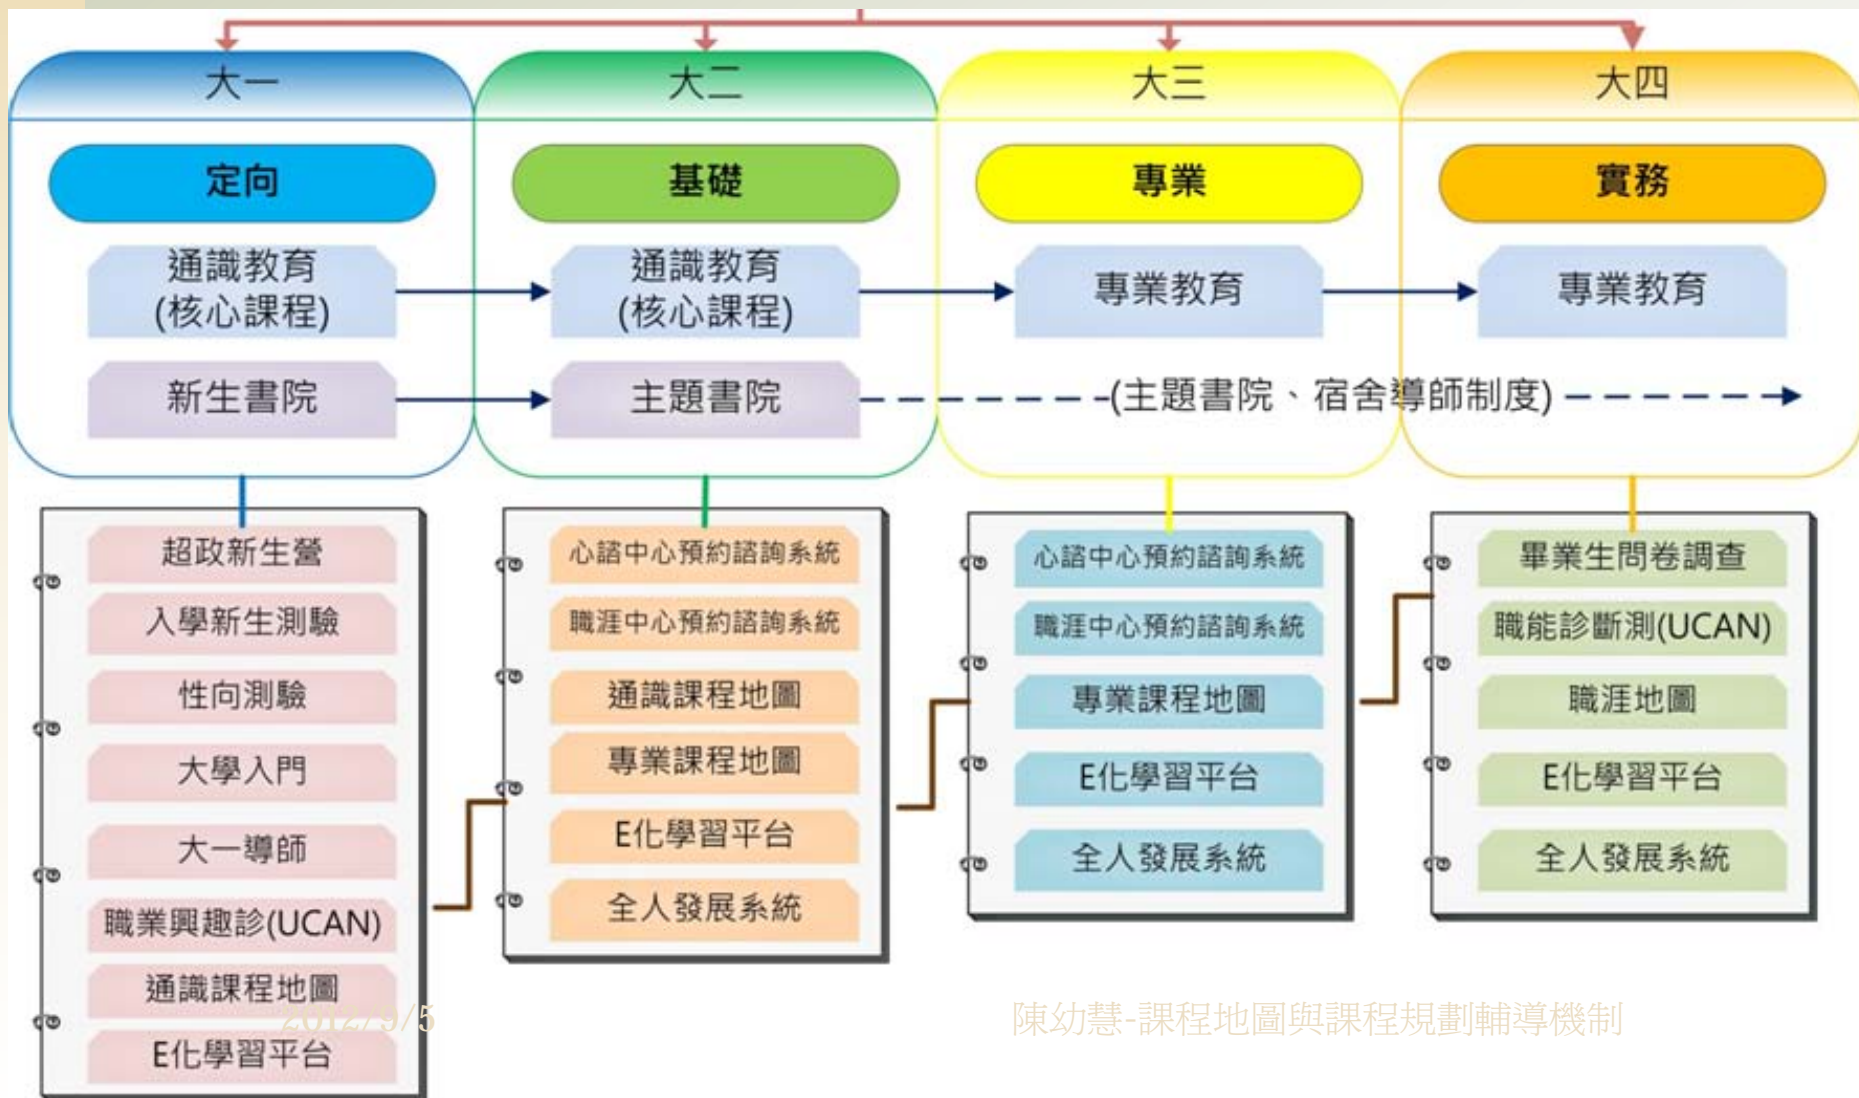 大一
大二
大三
大四
定向
基礎
專業
實務
通識教育
(核心課程)
通識教育
(核心課程)
專業教育
專業教育
新生書院
主題書院
(主題書院、宿舍導師制度)
超政新生營
入學新生測驗
性向測驗
大學入門
大一導師
職業興趣診(UCAN)
通識課程地圖
E化學習平台
心諮中心預約諮詢系統
職涯中心預約諮詢系統
通識課程地圖
專業課程地圖
E化學習平台
全人發展系統
心諮中心預約諮詢系統
職涯中心預約諮詢系統
專業課程地圖
E化學習平台
全人發展系統
畢業生問卷調查
職能診斷測(UCAN)
職涯地圖
E化學習平台
全人發展系統
2012/9/5
陳幼慧-課程地圖與課程規劃輔導機制